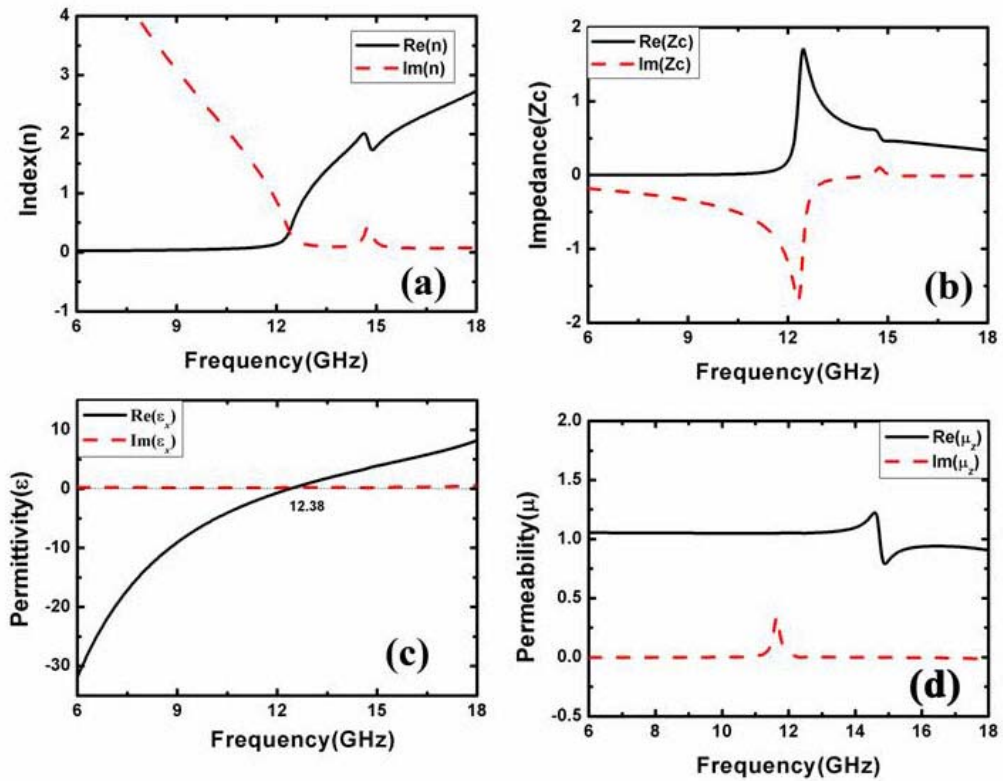 4
3
2
1
0
-1
Index(n)
Re(n)
Im(n)
(a)
6 9 12 15 18
Frequency(GHz)
2
1
0
-1
-2
Impedance(Zc)
Re(Zc)
Im(Zc)
(b)
6 9 12 15 18
Frequency(GHz)
10
0
-10
-20
-30
Permittivity(ε)
Re(εx)
Im(εx)
12.38
(c)
6 9 12 15 18
Frequency(GHz)
2.0
1.5
1.0
0.5
0.0
-0.5
Permeability(μ)
Re(μz)
Im(μz)
(d)
6 8 10 12 14 16 18
Frequency(GHz)